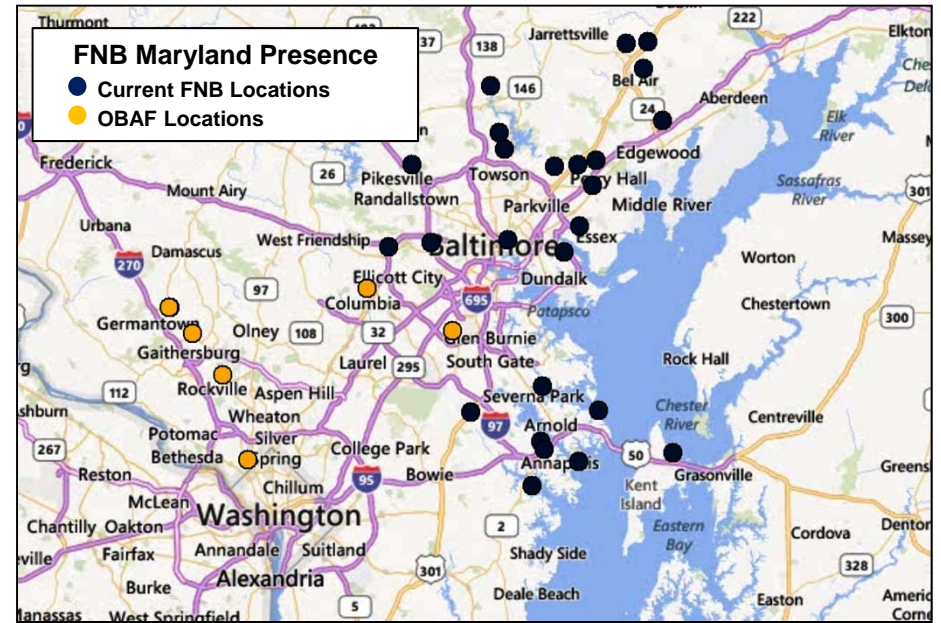 Thurmont
Jarrettsville
222
Elkton
FNB Maryland Presence
Current FNB Locations
OBAF Locations
37
138
146
Bel Air
24
Aberdeen
Elk
River
Frederick
26
Pikesville
Randallstown
Towson
Edgewood
Perry Hall
Sassafras
River
301
Mount Airy
Parkville
Middle River
Urbana
West Friendship
Baltimore
Essex
Massey
270
Damascus
Worton
Ellicott City
Dundalk
97
Columbia
695
Patapsco
Chestertown
300
Germantown
Olney
108
32
Glen Burnie
Gaithersburg
Laurel
295
South Gate
Rock Hall
112
Rockville
Aspen Hill
Severna Park
Chester
River
Centreville
Wheaton
97
Arnold
267
Potomac
Silver
Spring
College Park
50
Bethesda
Annapolis
Reston
95
Bowie
Grasonville
McLean
Chillum
Kent
Island
Chantilly
Oakton
Washington
2
Eastern
Bay
Cordova
Fairfax
Annandale
Suitland
Shady Side
328
Burke
Alexandria
301
Deale Beach
Easton
5
West Springfield